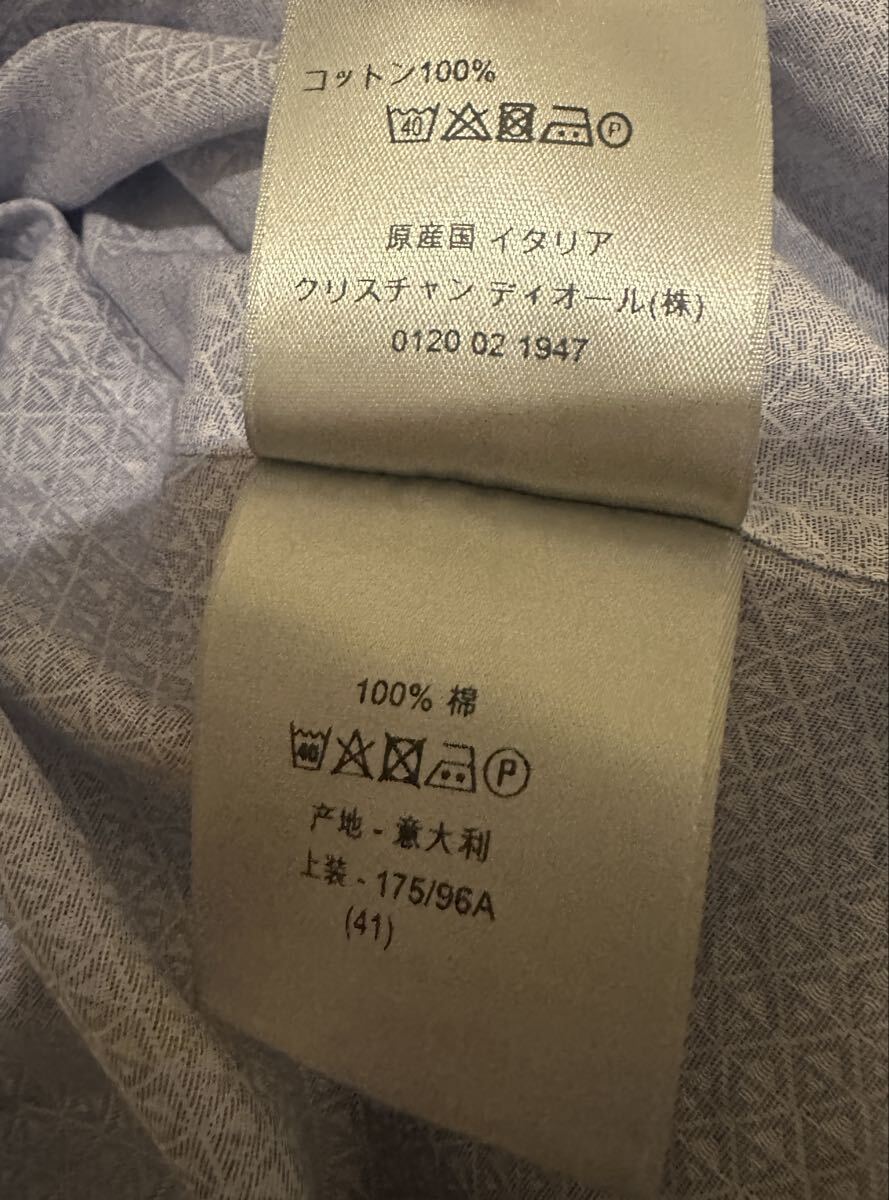 コットン100%
40 P
原産国 イタリア
クリスチャン ディオール(株)
0120 02 1947
100% 棉
40 P
产地 - 意大利
上装 - 175/96A
(41)